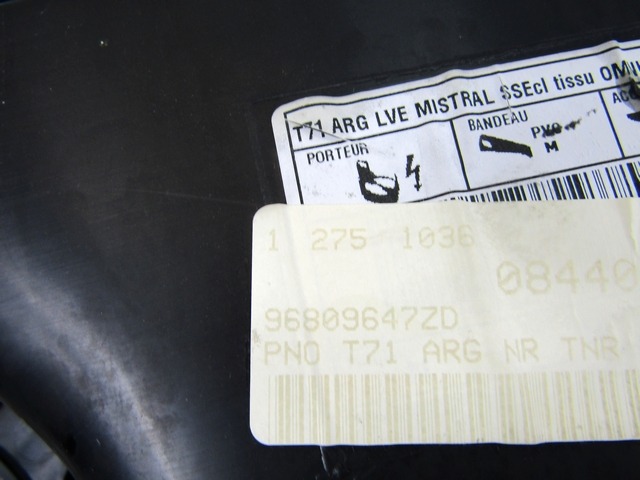 T71 ARG LVE MISTRAL SSEcl tissu
PORTEUR
BANDEAU
M
1 275 1036
08440
96809647ZD
PNO T71 ARG NR TNR